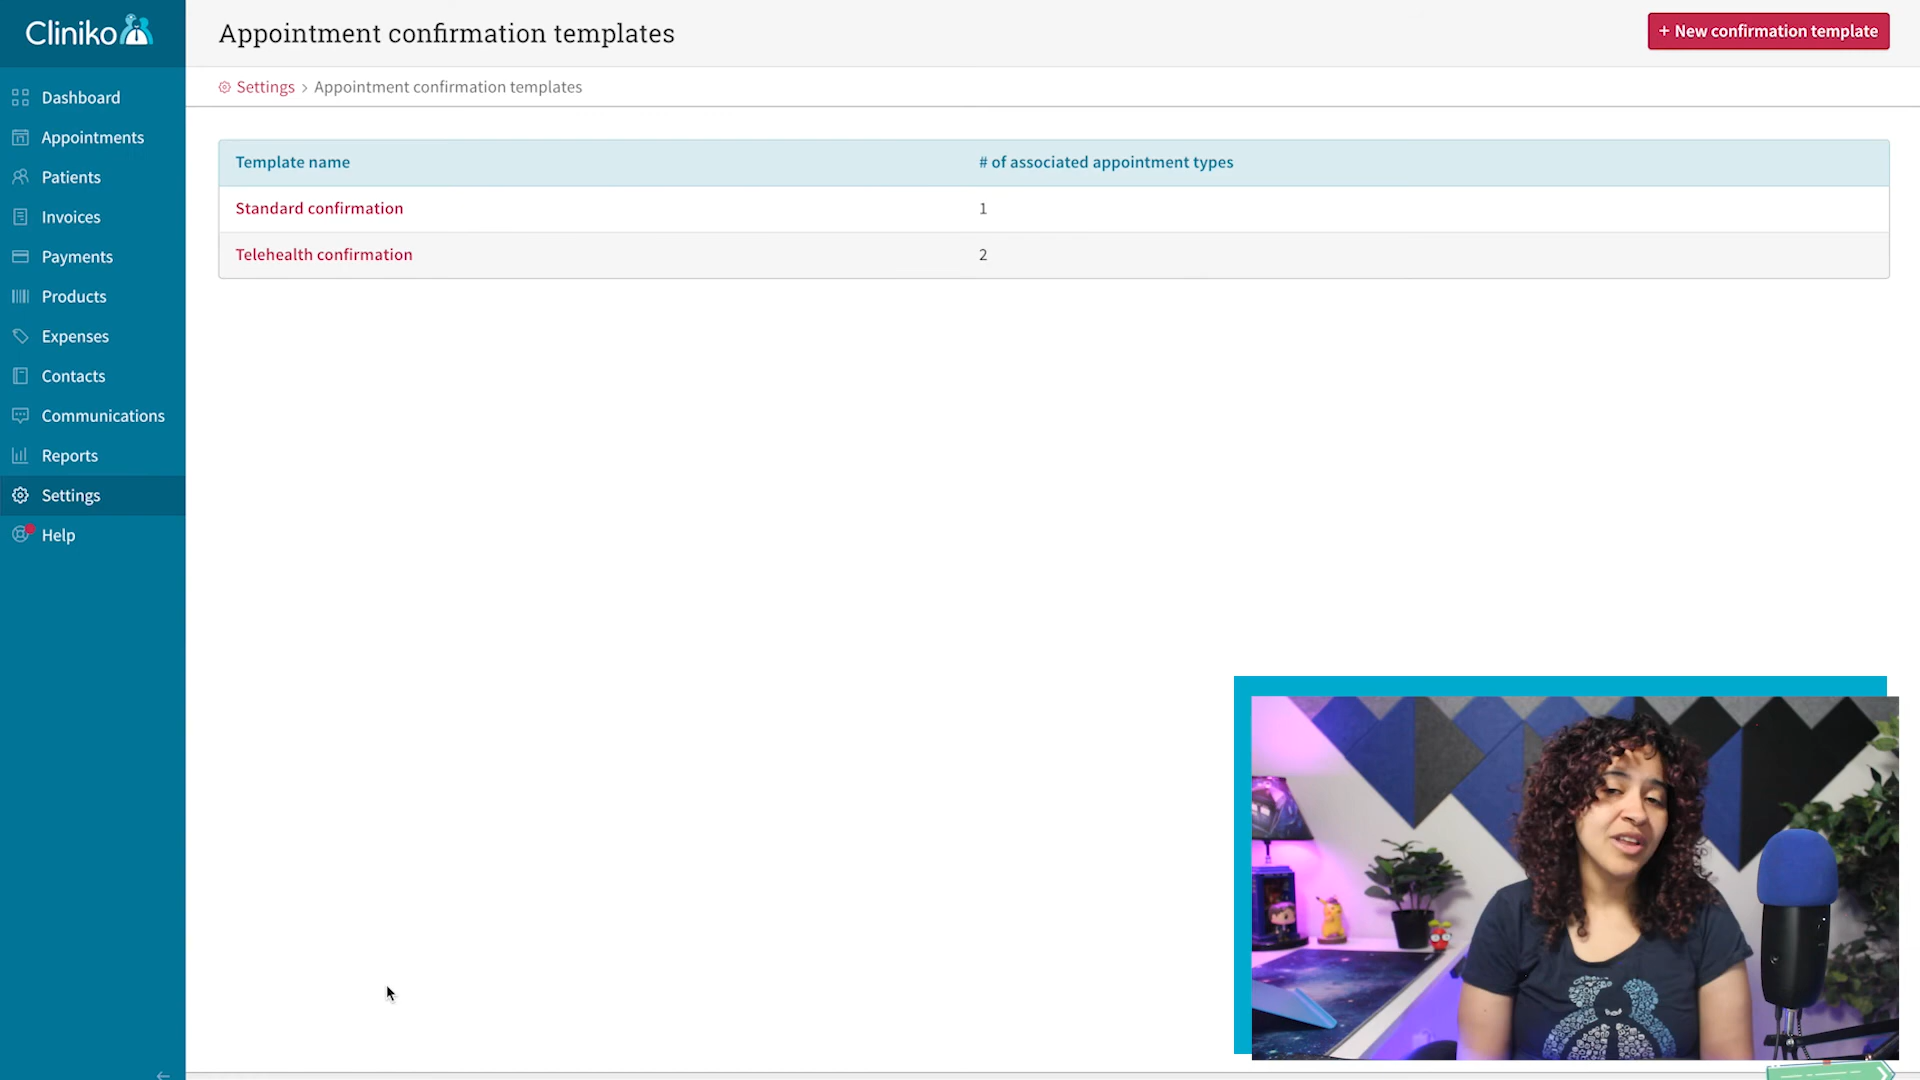 Cliniko
Appointment confirmation templates
+ New confirmation template
Settings > Appointment confirmation templates
Dashboard
Appointments
Patients
Invoices
Payments
Products
Expenses
Contacts
Communications
Reports
Settings
Help
Template name
# of associated appointment types
Standard confirmation
1
Telehealth confirmation
2